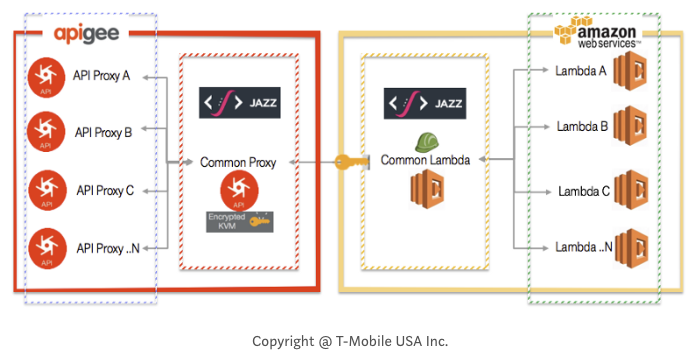 apigee
API Proxy A
API
API Proxy B
API
API Proxy C
API
API Proxy ..N
API
JAZZ
Common Proxy
API
Encrypted
KVM
amazon
web services™
JAZZ
Common Lambda
Lambda A
Lambda B
Lambda C
Lambda ..N
Copyright @ T-Mobile USA Inc.